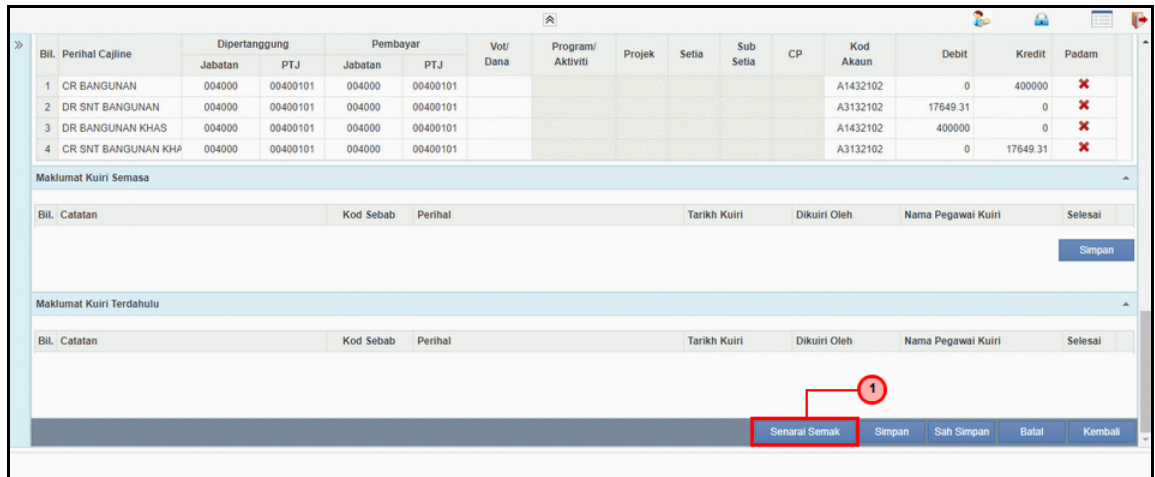 Bil. Perihal Cajline Dipertanggung Pembayar Vot/ Dana Program/ Aktiviti Projek Setia Sub Setia CP Kod Akaun Debit Kredit Padam
Jabatan PTJ Jabatan PTJ
1 CR BANGUNAN 004000 00400101 004000 00400101 A1432102 0 400000
2 DR SNT BANGUNAN 004000 00400101 004000 00400101 A3132102 17649.31 0
3 DR BANGUNAN KHAS 004000 00400101 004000 00400101 A1432102 400000 0
4 CR SNT BANGUNAN KHA 004000 00400101 004000 00400101 A3132102 0 17649.31
Maklumat Kuiri Semasa
Bil. Catatan Kod Sebab Perihal Tarikh Kuiri Dikuiri Oleh Nama Pegawai Kuiri Selesai
Simpan
Maklumat Kuiri Terdahulu
Bil. Catatan Kod Sebab Perihal Tarikh Kuiri Dikuiri Oleh Nama Pegawai Kuiri Selesai
1
Senarai Semak Simpan Sah Simpan Batal Kembali